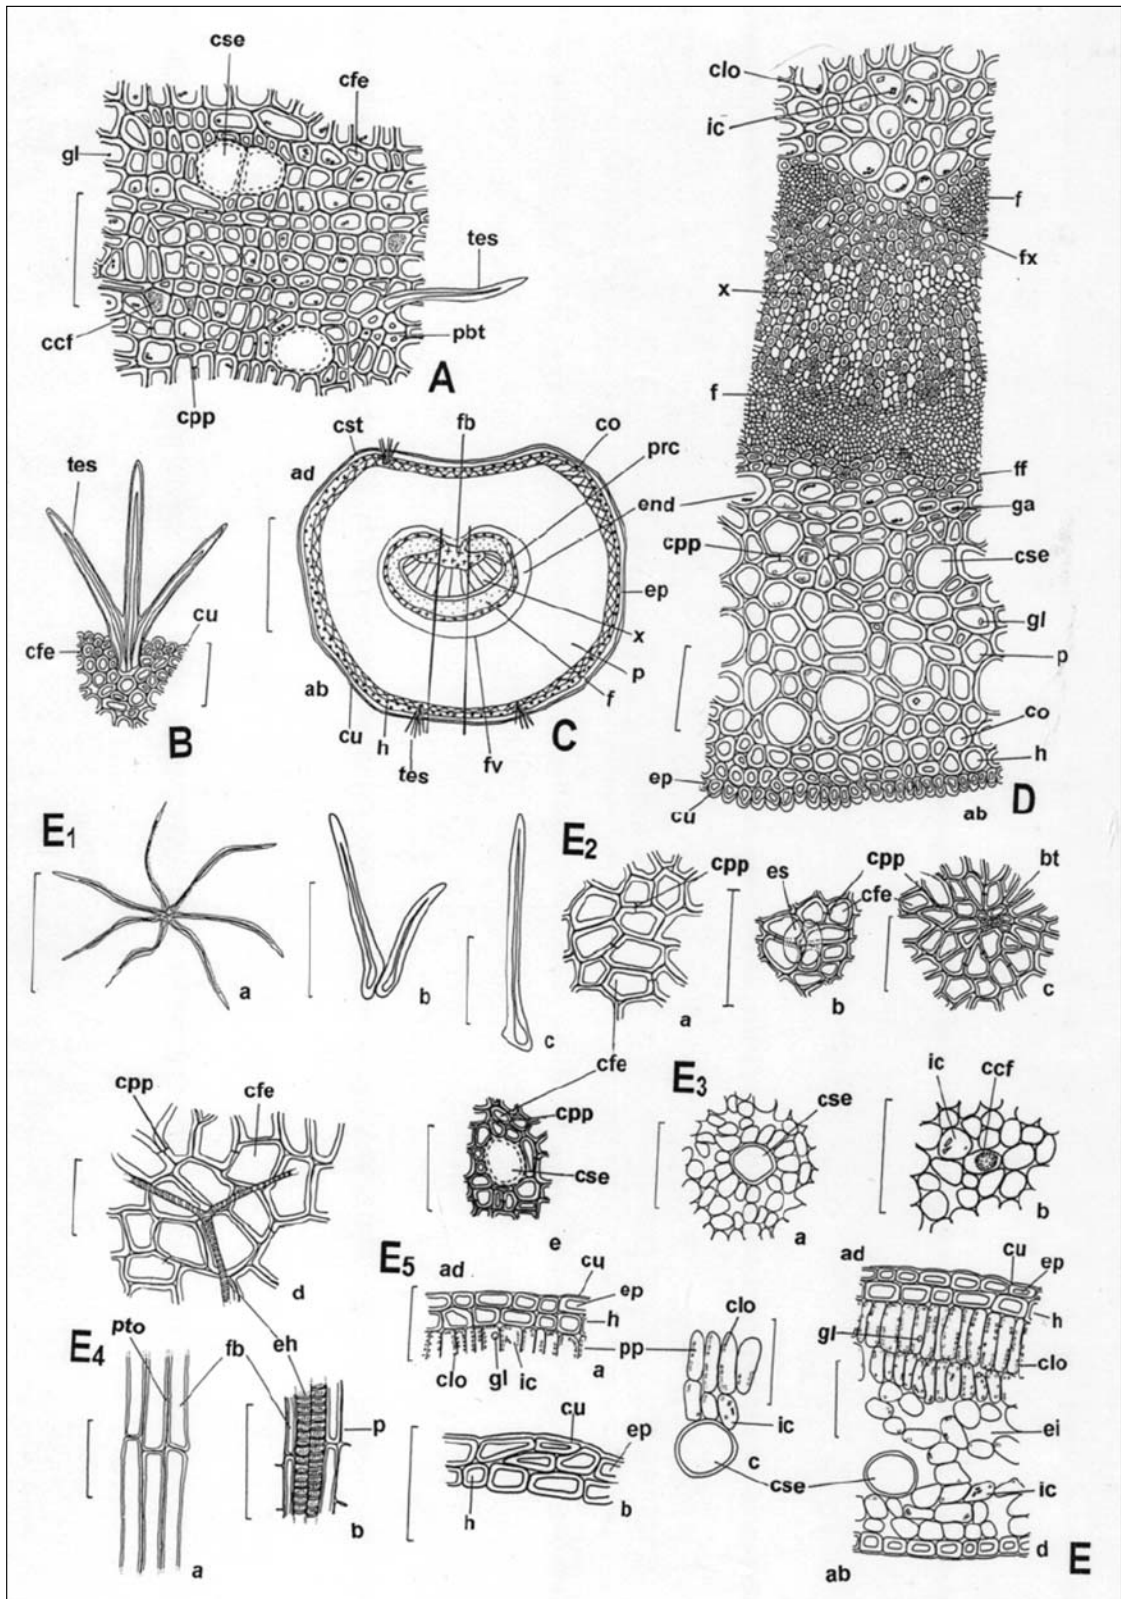 cse
cfe
gl
tes
ccf
pbt
cpp
A
clo
ic
f
fx
x
f
ff
ga
cpp
cse
gl
p
co
h
ep
cu
ab
D
tes
cfe
cu
B
cst
fb
co
ad
prc
end
ep
x
p
f
ab
cu
h
tes
fv
C
E1
a
b
c
E2
cpp
es
cpp
cfe
bt
a
b
c
cfe
cpp
cfe
d
cpp
cse
e
E3
cse
ic
ccf
a
b
eh
E4
pto
fb
p
a
b
E5
ad
cu
ep
h
clo
gl
ic
a
pp
clo
ic
c
cse
cu
ep
h
b
ad
cu
ep
h
gl
clo
ei
ic
d
ab
E